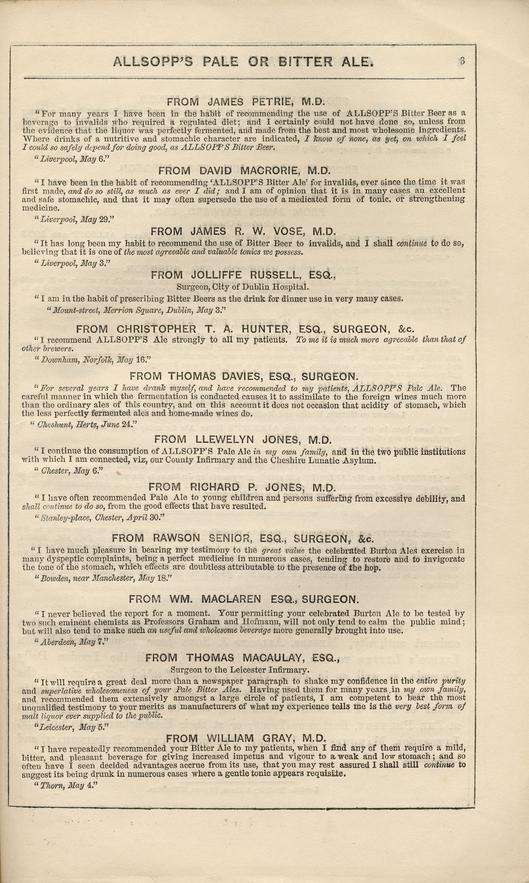 ALLSOPP'S PALE OR BITTER ALE.
3
FROM JAMES PETRIE, M.D.
"For many years I have been in the habit of recommending the use of ALLSOPP'S Bitter Beer as a
beverage to invalids who required a regulated diet; and I certainly could not have done so, unless from
the evidence that the liquor was perfectly fermented, and made from the best and most wholesome ingredients.
Where drinks of a nutritive and stomachic character are indicated, I know of none, as yet, on which I feel
I could so safely depend for doing good, as ALLSOPP'S Bitter Beer.
"Liverpool, May 6."
FROM DAVID MACRORIE, M.D.
"I have been in the habit of recommending 'ALLSOPP'S Bitter Ale' for invalids, ever since the time it was
first made, and do so still, as much as ever I did; and I am of opinion that it is in many cases an excellent
and safe stomachic, and that it may often supersede the use of a medicated form of tonic. or strengthening
medicine.
"Liverpool, May 29."
FROM JAMES R. W. VOSE, M.D.
"It has long been my habit to recommend the use of Bitter Beer to invalids, and I shall continue to do so,
believing that it is one of the most agreeable and valuable tonics we possess.
"Liverpool, May 3."
FROM JOLLIFFE RUSSELL, ESQ.,
Surgeon, City of Dublin Hospital.
"I am in the habit of prescribing Bitter Beers as the drink for dinner use in very many cases.
"Mount-street, Merrion Square, Dublin, May 3."
FROM CHRISTOPHER T. A. HUNTER, ESQ., SURGEON, &c.
"I recommend ALLSOPP'S Ale strongly to all my patients. To me it is much more agreeable than that of
other brewers.
"Downham, Norfolk, May 16."
FROM THOMAS DAVIES, ESQ., SURGEON.
"For several years I have drank myself, and have recommended to my patients, ALLSOPP'S Pale Ale. The
careful manner in which the fermentation is conducted causes it to assimilate to the foreign wines much more
than the ordinary ales of this country, and on this account it does not occasion that acidity of stomach, which
the less perfectly fermented ales and home-made wines do.
"Cheshunt, Herts, June 24."
FROM LLEWELYN JONES, M.D.
"I continue the consumption of ALLSOPP'S Pale Ale in my own family, and in the two public institutions
with which I am connected, viz, our County Infirmary and the Cheshire Lunatic Asylum.
"Chester, May 6."
FROM RICHARD P. JONES, M.D.
"I have often recommended Pale Ale to young children and persons suffering from excessive debility, and
shall continue to do so, from the good effects that have resulted.
"Stanley-place, Chester, April 30."
FROM RAWSON SENIOR, ESQ., SURGEON, &c.
"I have much pleasure in bearing my testimony to the great value the celebrated Burton Ales exercise in
many dyspeptic complaints, being a perfect medicine in numerous cases, tending to restore and to invigorate
the tone of the stomach, which effects are doubtless attributable to the presence of the hop.
"Bowden, near Manchester, May 18."
FROM WM. MACLAREN ESQ., SURGEON.
"I never believed the report for a moment. Your permitting your celebrated Burton Ale to be tested by
two such eminent chemists as Professors Graham and Hofmann, will not only tend to calm the public mind;
but will also tend to make such an useful and wholesome beverage more generally brought into use.
"Aberdeen, May 7."
FROM THOMAS MACAULAY, ESQ.,
Surgeon to the Leicester Infirmary.
"It will require a great deal more than a newspaper paragraph to shake my confidence in the entire purity
and superlative wholesomeness of your Pale Bitter Ales. Having used them for many years in my own family,
and recommended them extensively amongst a large circle of patients, I am competent to bear the most
unqualified testimony to your merits as manufacturers of what my experience tells me is the very best form of
malt liquor ever supplied to the public.
"Leicester, May 5."
FROM WILLIAM GRAY, M.D.
"I have repeatedly recommended your Bitter Ale to my patients, when I find any of them require a mild,
bitter, and pleasant beverage for giving increased impetus and vigour to a weak and low stomach; and so
often have I seen decided advantages accrue from its use, that you may rest assured I shall still continue to
suggest its being drunk in numerous cases where a gentle tonic appears requisite.
"Thorn, May 4."